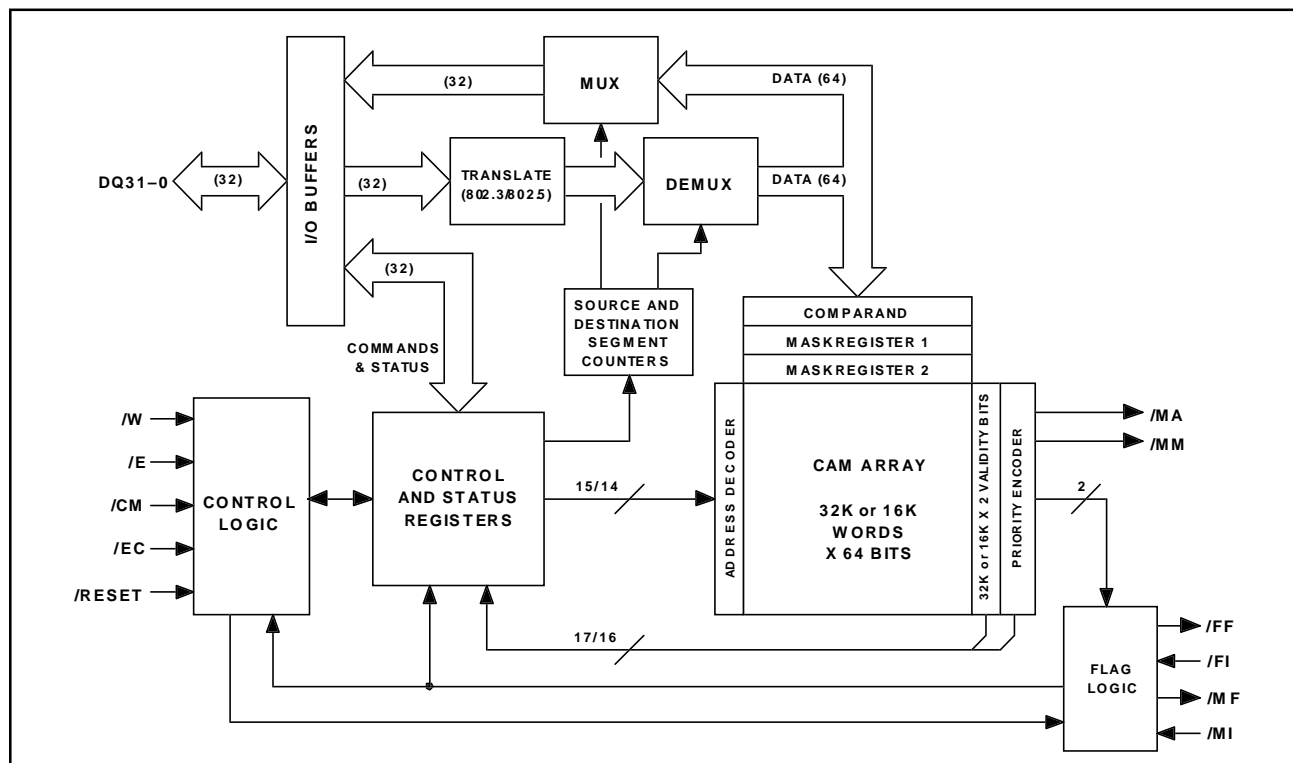 MUX
DATA (64)
(32)
I/O BUFFERS
DQ31–0
(32)
(32)
TRANSLATE
(802.3/802.5)
DEMUX
DATA (64)
(32)
COMMANDS
& STATUS
SOURCE AND
DESTINATION
SEGMENT
COUNTERS
COMPARAND
MASKREGISTER 1
MASKREGISTER 2
/W
/E
/CM
/EC
/RESET
CONTROL
LOGIC
CONTROL
AND STATUS
REGISTERS
15/14
ADDRESS DECODER
CAM ARRAY
32K or 16K
WORDS
X 64 BITS
32K or 16K X 2 VALIDITY BITS
PRIORITY ENCODER
/MA
/MM
2
17/16
FLAG
LOGIC
/FF
/FI
/MF
/MI